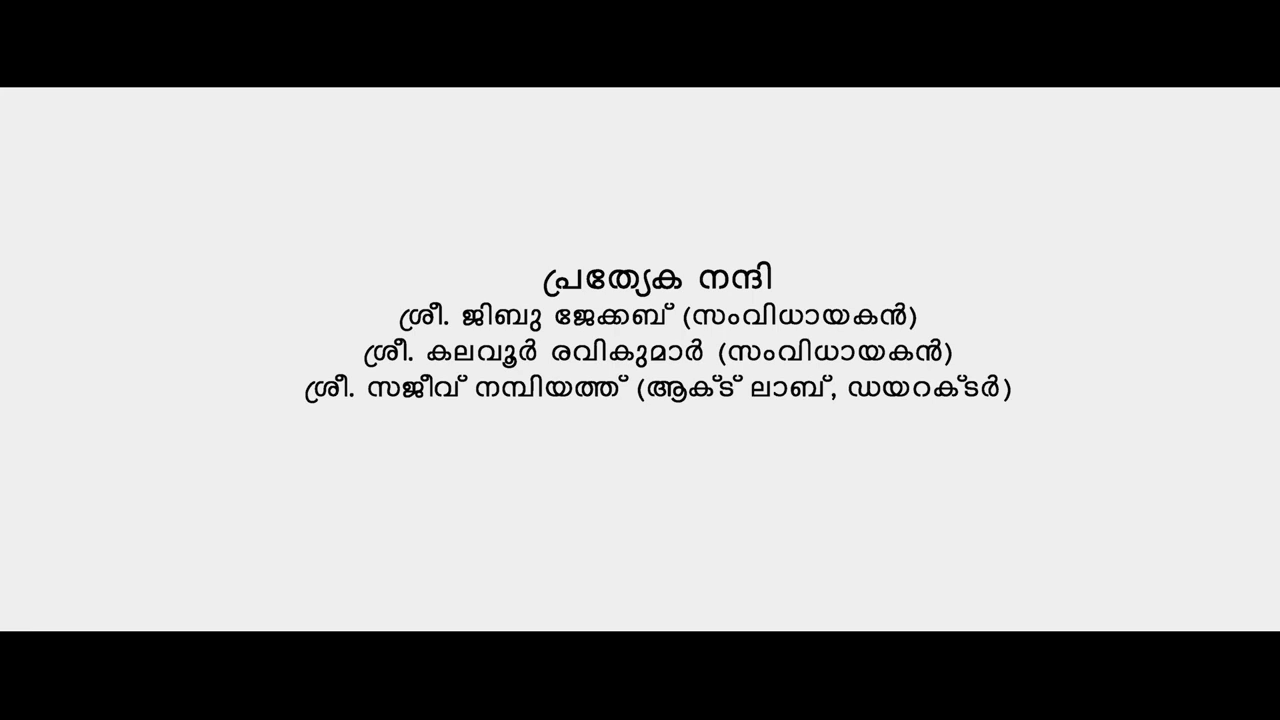 പ്രത്യേക നന്ദി
ശ്രീ. ജിബു ജേക്കബ് (സംവിധായകൻ)
ശ്രീ. കലവൂർ രവികുമാർ (സംവിധായകൻ)
ശ്രീ. സജീവ് നമ്പിയത്ത് (ആക്ട് ലാബ്, ഡയറക്ടർ)